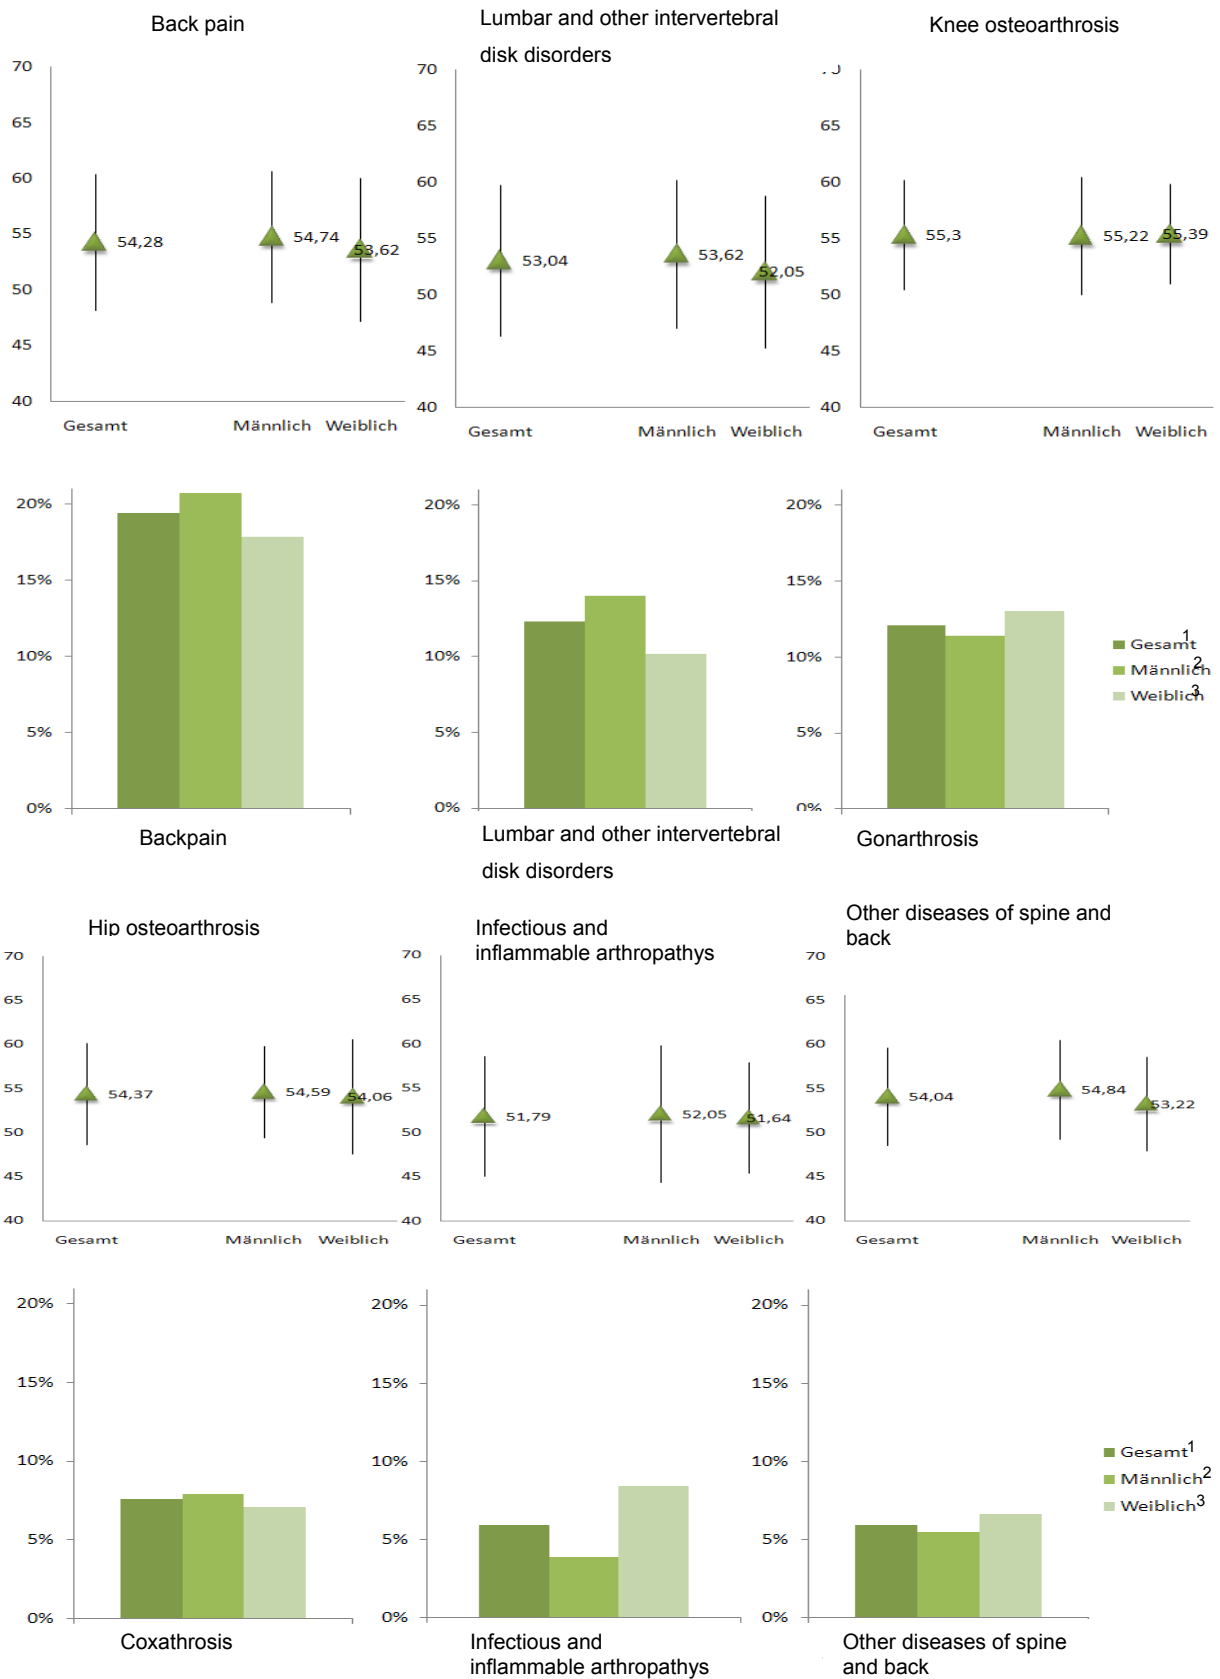 Back pain
70
65
60
55
50
45
40
54,28
54,74
53,62
Gesamt
Männlich
Weiblich
Lumbar and other intervertebral
disk disorders
70
65
60
55
50
45
40
53,04
53,62
52,05
Gesamt
Männlich
Weiblich
Knee osteoarthrosis
65
60
55
50
45
40
55,3
55,22
55,39
Gesamt
Männlich
Weiblich
20%
15%
10%
5%
0%
Backpain
20%
15%
10%
5%
0%
Lumbar and other intervertebral
disk disorders
20%
15%
10%
5%
0%
Gonarthrosis
Gesamt1
Männlich2
Weiblich3
Hip osteoarthrosis
70
65
60
55
50
45
40
54,37
54,59
54,06
Gesamt
Männlich
Weiblich
Infectious and
inflammable arthropathys
70
65
60
55
50
45
40
51,79
52,05
51,64
Gesamt
Männlich
Weiblich
Other diseases of spine and
back
70
65
60
55
50
45
40
54,04
54,84
53,22
Gesamt
Männlich
Weiblich
20%
15%
10%
5%
0%
Coxathrosis
20%
15%
10%
5%
0%
Infectious and
inflammable arthropathys
20%
15%
10%
5%
0%
Other diseases of spine
and back
Gesamt1
Männlich2
Weiblich3